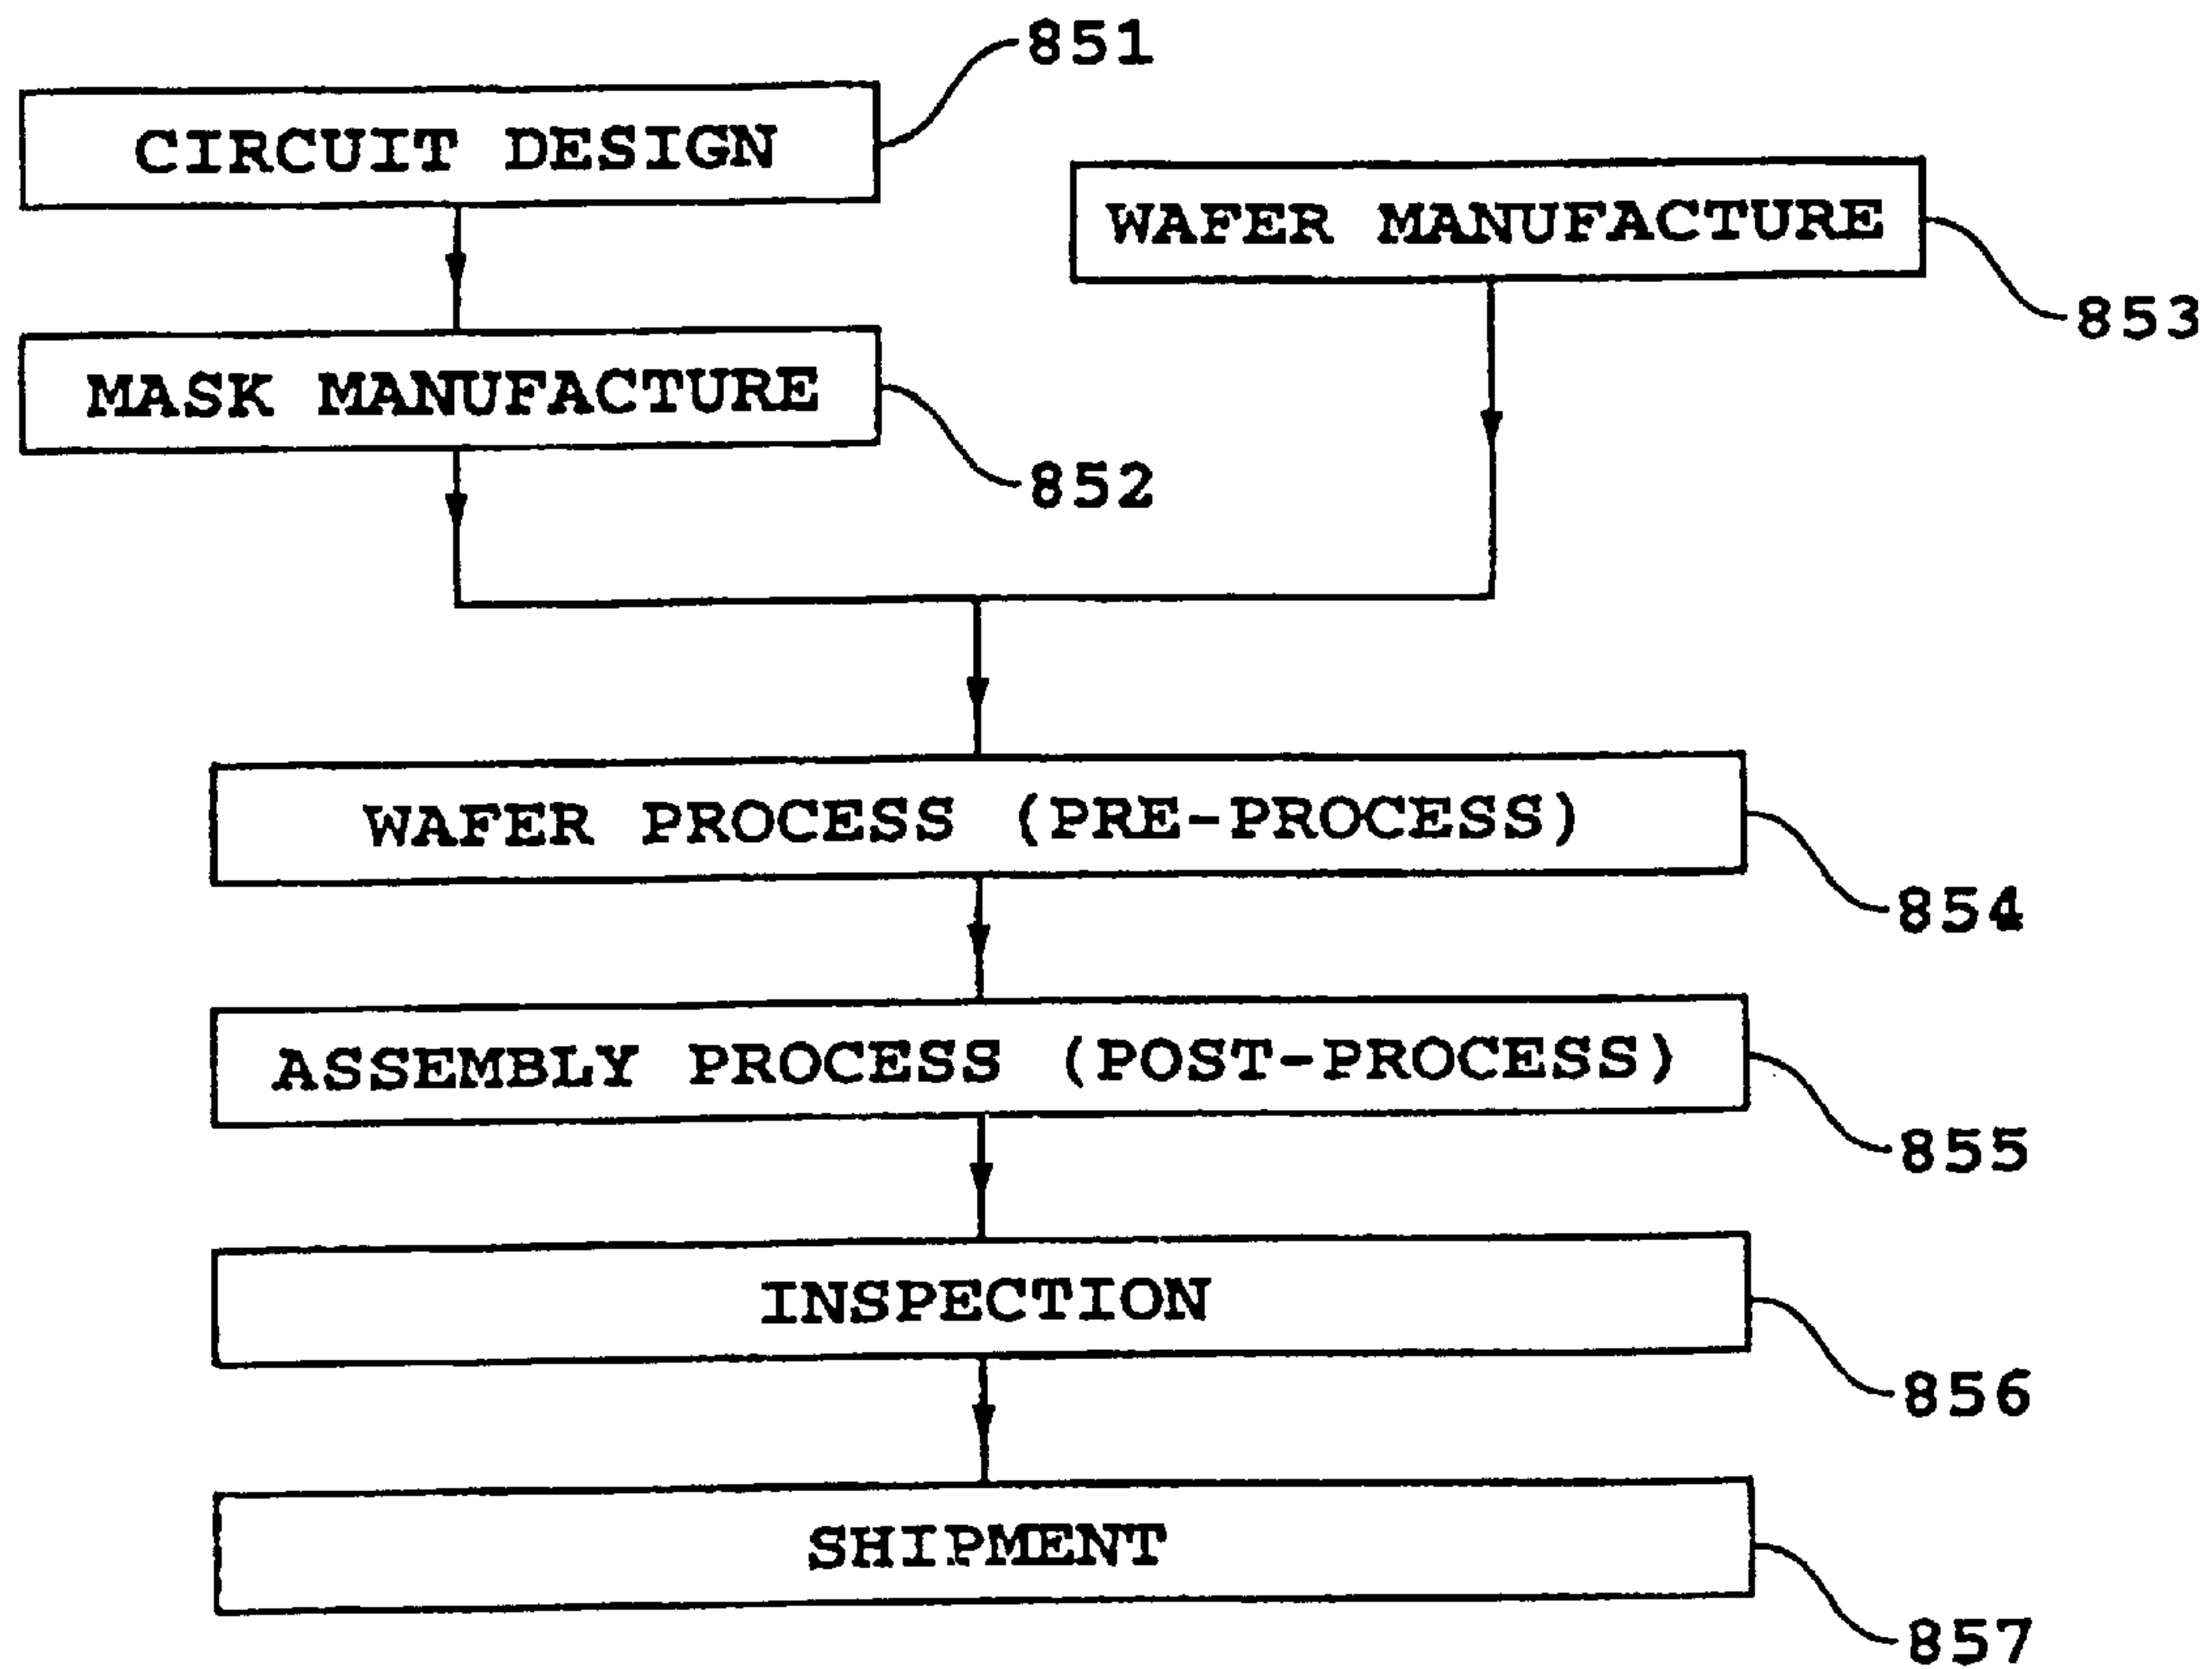 851
CIRCUIT DESIGN
WAFER MANUFACTURE
853
MASK MANUFACTURE
852
WAFER PROCESS (PRE-PROCESS)
854
ASSEMBLY PROCESS (POST-PROCESS)
855
INSPECTION
856
SHIPMENT
857